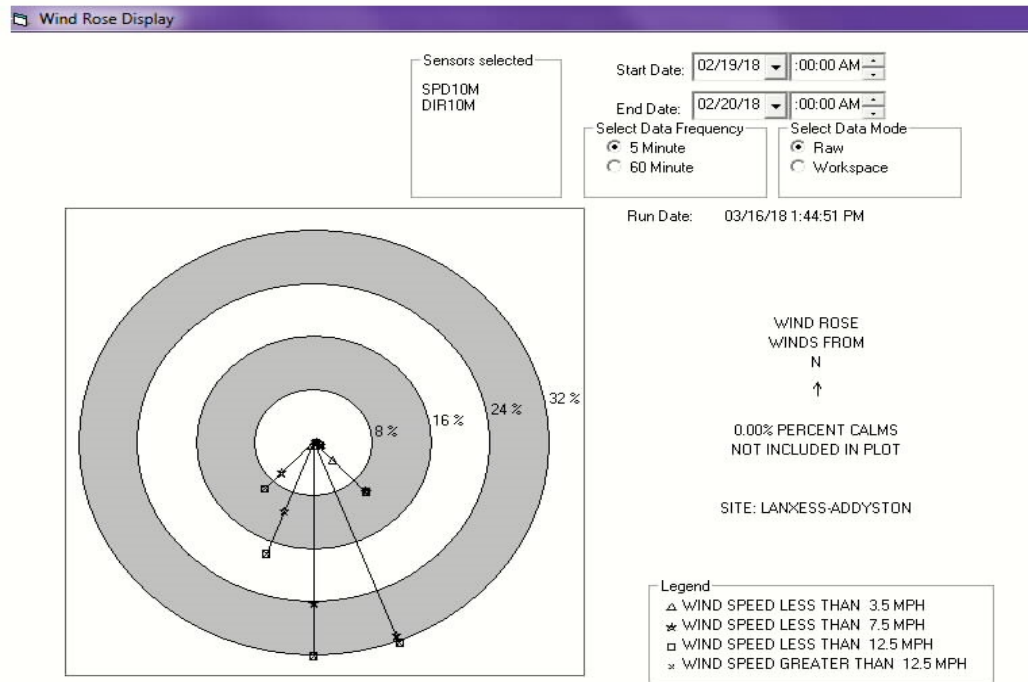 Wind Rose Display
Sensors selected
SPD10M
DIR10M
Start Date: 02/19/18 :00:00 AM
End Date: 02/20/18 :00:00 AM
Select Data Frequency
5 Minute
60 Minute
Select Data Mode
Raw
Workspace
Run Date: 03/16/18 1:44:51 PM
8 %
16 %
24 %
32 %
WIND ROSE
WINDS FROM
N
↑
0.00% PERCENT CALMS
NOT INCLUDED IN PLOT
SITE: LANXESS-ADDYSTON
Legend
WIND SPEED LESS THAN 3.5 MPH
WIND SPEED LESS THAN 7.5 MPH
WIND SPEED LESS THAN 12.5 MPH
WIND SPEED GREATER THAN 12.5 MPH